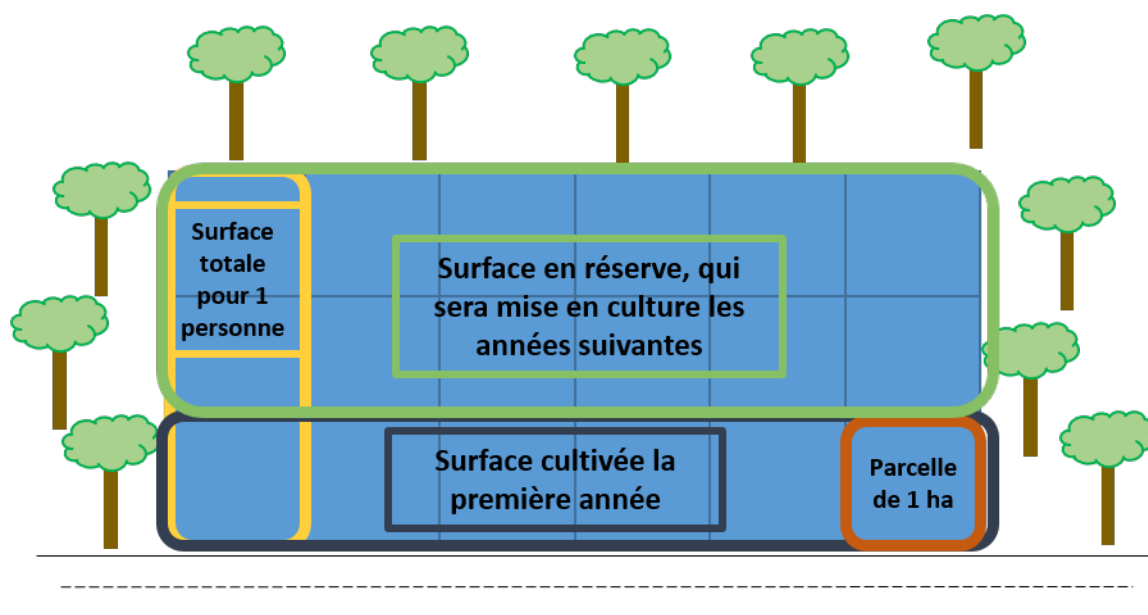 Surface
totale
pour 1
personne
Surface en réserve, qui
sera mise en culture les
années suivantes
Surface cultivée la
première année
Parcelle
de 1 ha